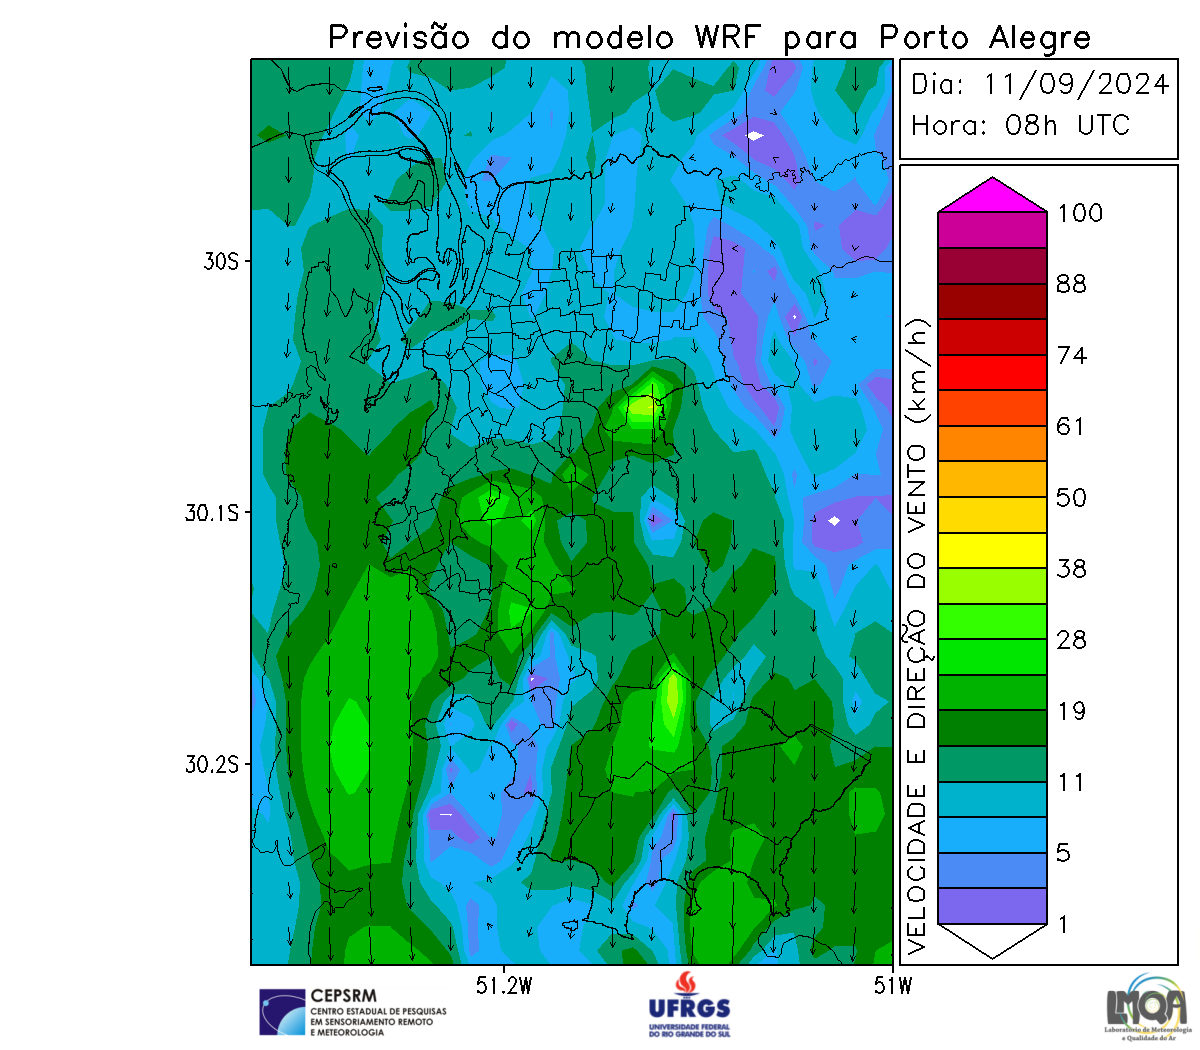 Previsão do modelo WRF para Porto Alegre
Dia: 11/09/2024
Hora: 08h UTC
30S
30.1S
30.2S
51.2W
51W
VELOCIDADE E DIREÇÃO DO VENTO (km/h)
100
88
74
61
50
38
28
19
11
5
1
CEPSRM
CENTRO ESTADUAL DE PESQUISAS
EM SENSORIAMENTO REMOTO
E METEOROLOGIA
UFRGS
UNIVERSIDADE FEDERAL
DO RIO GRANDE DO SUL
LMQA
Laboratório de Meteorologia
e Qualidade do Ar